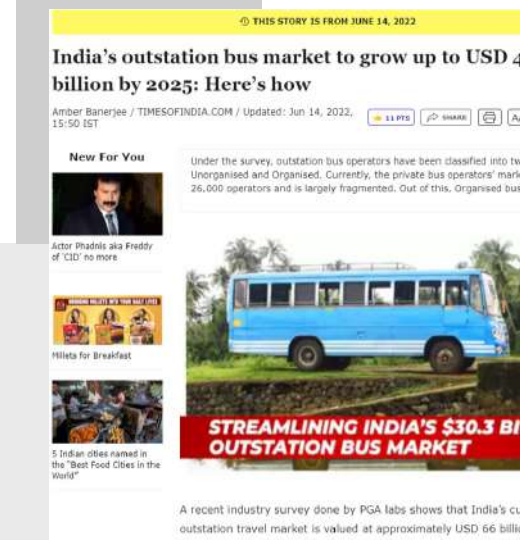 THIS STORY IS FROM JUNE 14, 2022
India's outstation bus market to grow up to USD 4
billion by 2025: Here's how
Amber Banerjee / TIMESOFINDIA.COM / Updated: Jun 14, 2022,
15:50 IST
11 PTS
SHARE
New For You
Actor Phadnis aka Freddy
of 'CID' no more
BRINGING MILLETS INTO YOUR DAILY LIVES
Millets for Breakfast
5 Indian cities named in
the "Best Food Cities in the
World"
Under the survey, outstation bus operators have been classified into tw
Unorganised and Organised. Currently, the private bus operators' mark
26,000 operators and is largely fragmented. Out of this, Organised bus
STREAMLINING INDIA'S $30.3 BI
OUTSTATION BUS MARKET
A recent industry survey done by PGA labs shows that India's cu
outstation travel market is valued at approximately USD 66 billi